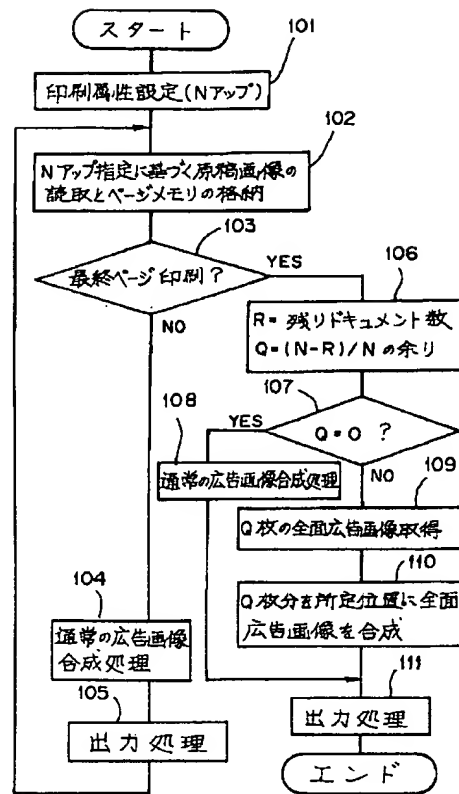 スタート
101
印刷属性設定(Nアップ)
102
Nアップ指定に基づく原稿画像の
読取とページメモリの格納
103
最終ページ印刷?
YES
NO
106
R=残りドキュメント数
Q=(N-R)/Nの余り
107
Q=0 ?
YES
NO
108
通常の広告画像合成処理
109
Q枚の全面広告画像取得
110
Q枚分を所定位置に全面
広告画像を合成
104
通常の広告画像
合成処理
105
出力処理
111
出力処理
エンド